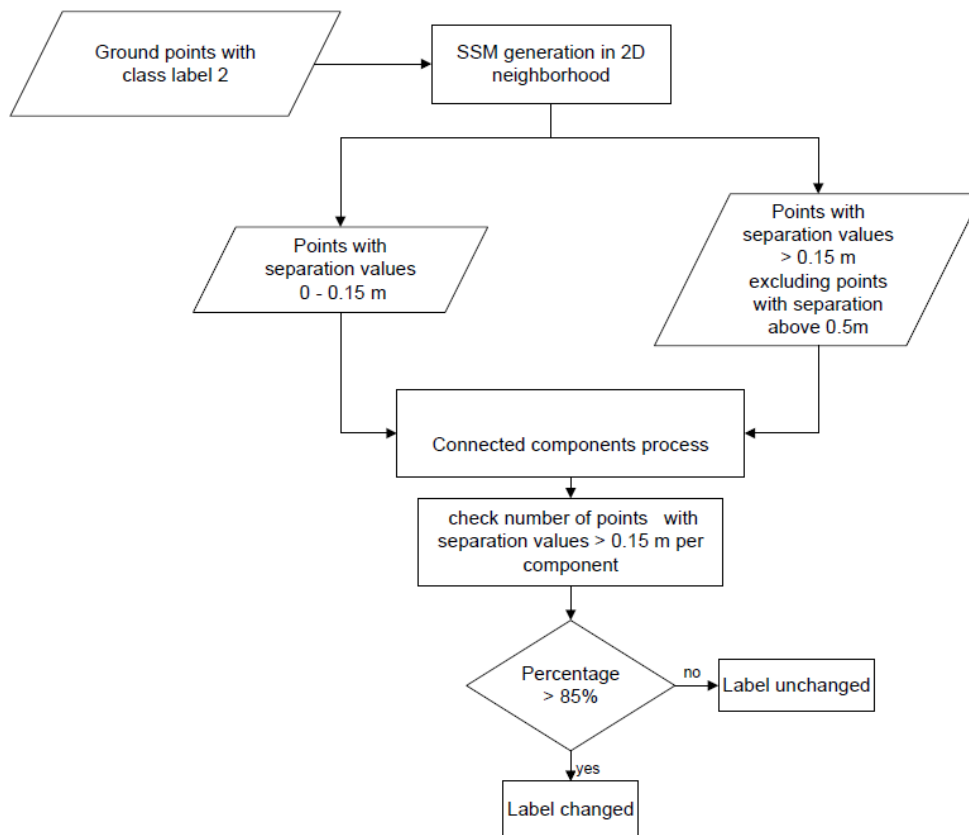 Ground points with
class label 2
SSM generation in 2D
neighborhood
Points with
separation values
0 - 0.15 m
Points with
separation values
> 0.15 m
excluding points
with separation
above 0.5m
Connected components process
check number of points with
separation values > 0.15 m per
component
Percentage
> 85%
no
Label unchanged
yes
Label changed